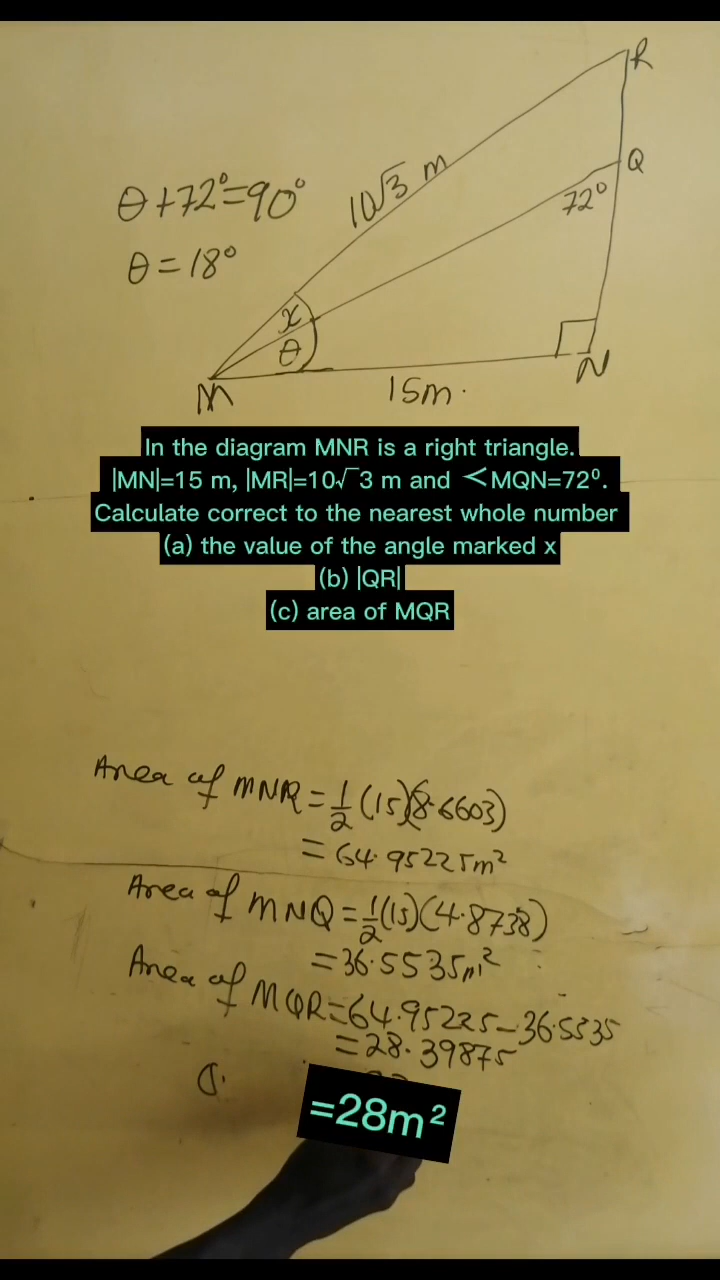 R
Q
10√3 m
72°
θ+72°=90°
θ=18°
x
θ
M
15m.
N
In the diagram MNR is a right triangle.
|MN|=15 m, |MR|=10√‾3 m and <MQN=72⁰.
Calculate correct to the nearest whole number
(a) the value of the angle marked x
(b) |QR|
(c) area of MQR
Area of MNR=½(15)(8.6603)
=64.95225m²
Area of MNQ=½(15)(4.8738)
=36.5535m²
Area of MQR=64.95225-36.5535
=28.39875
=28m²